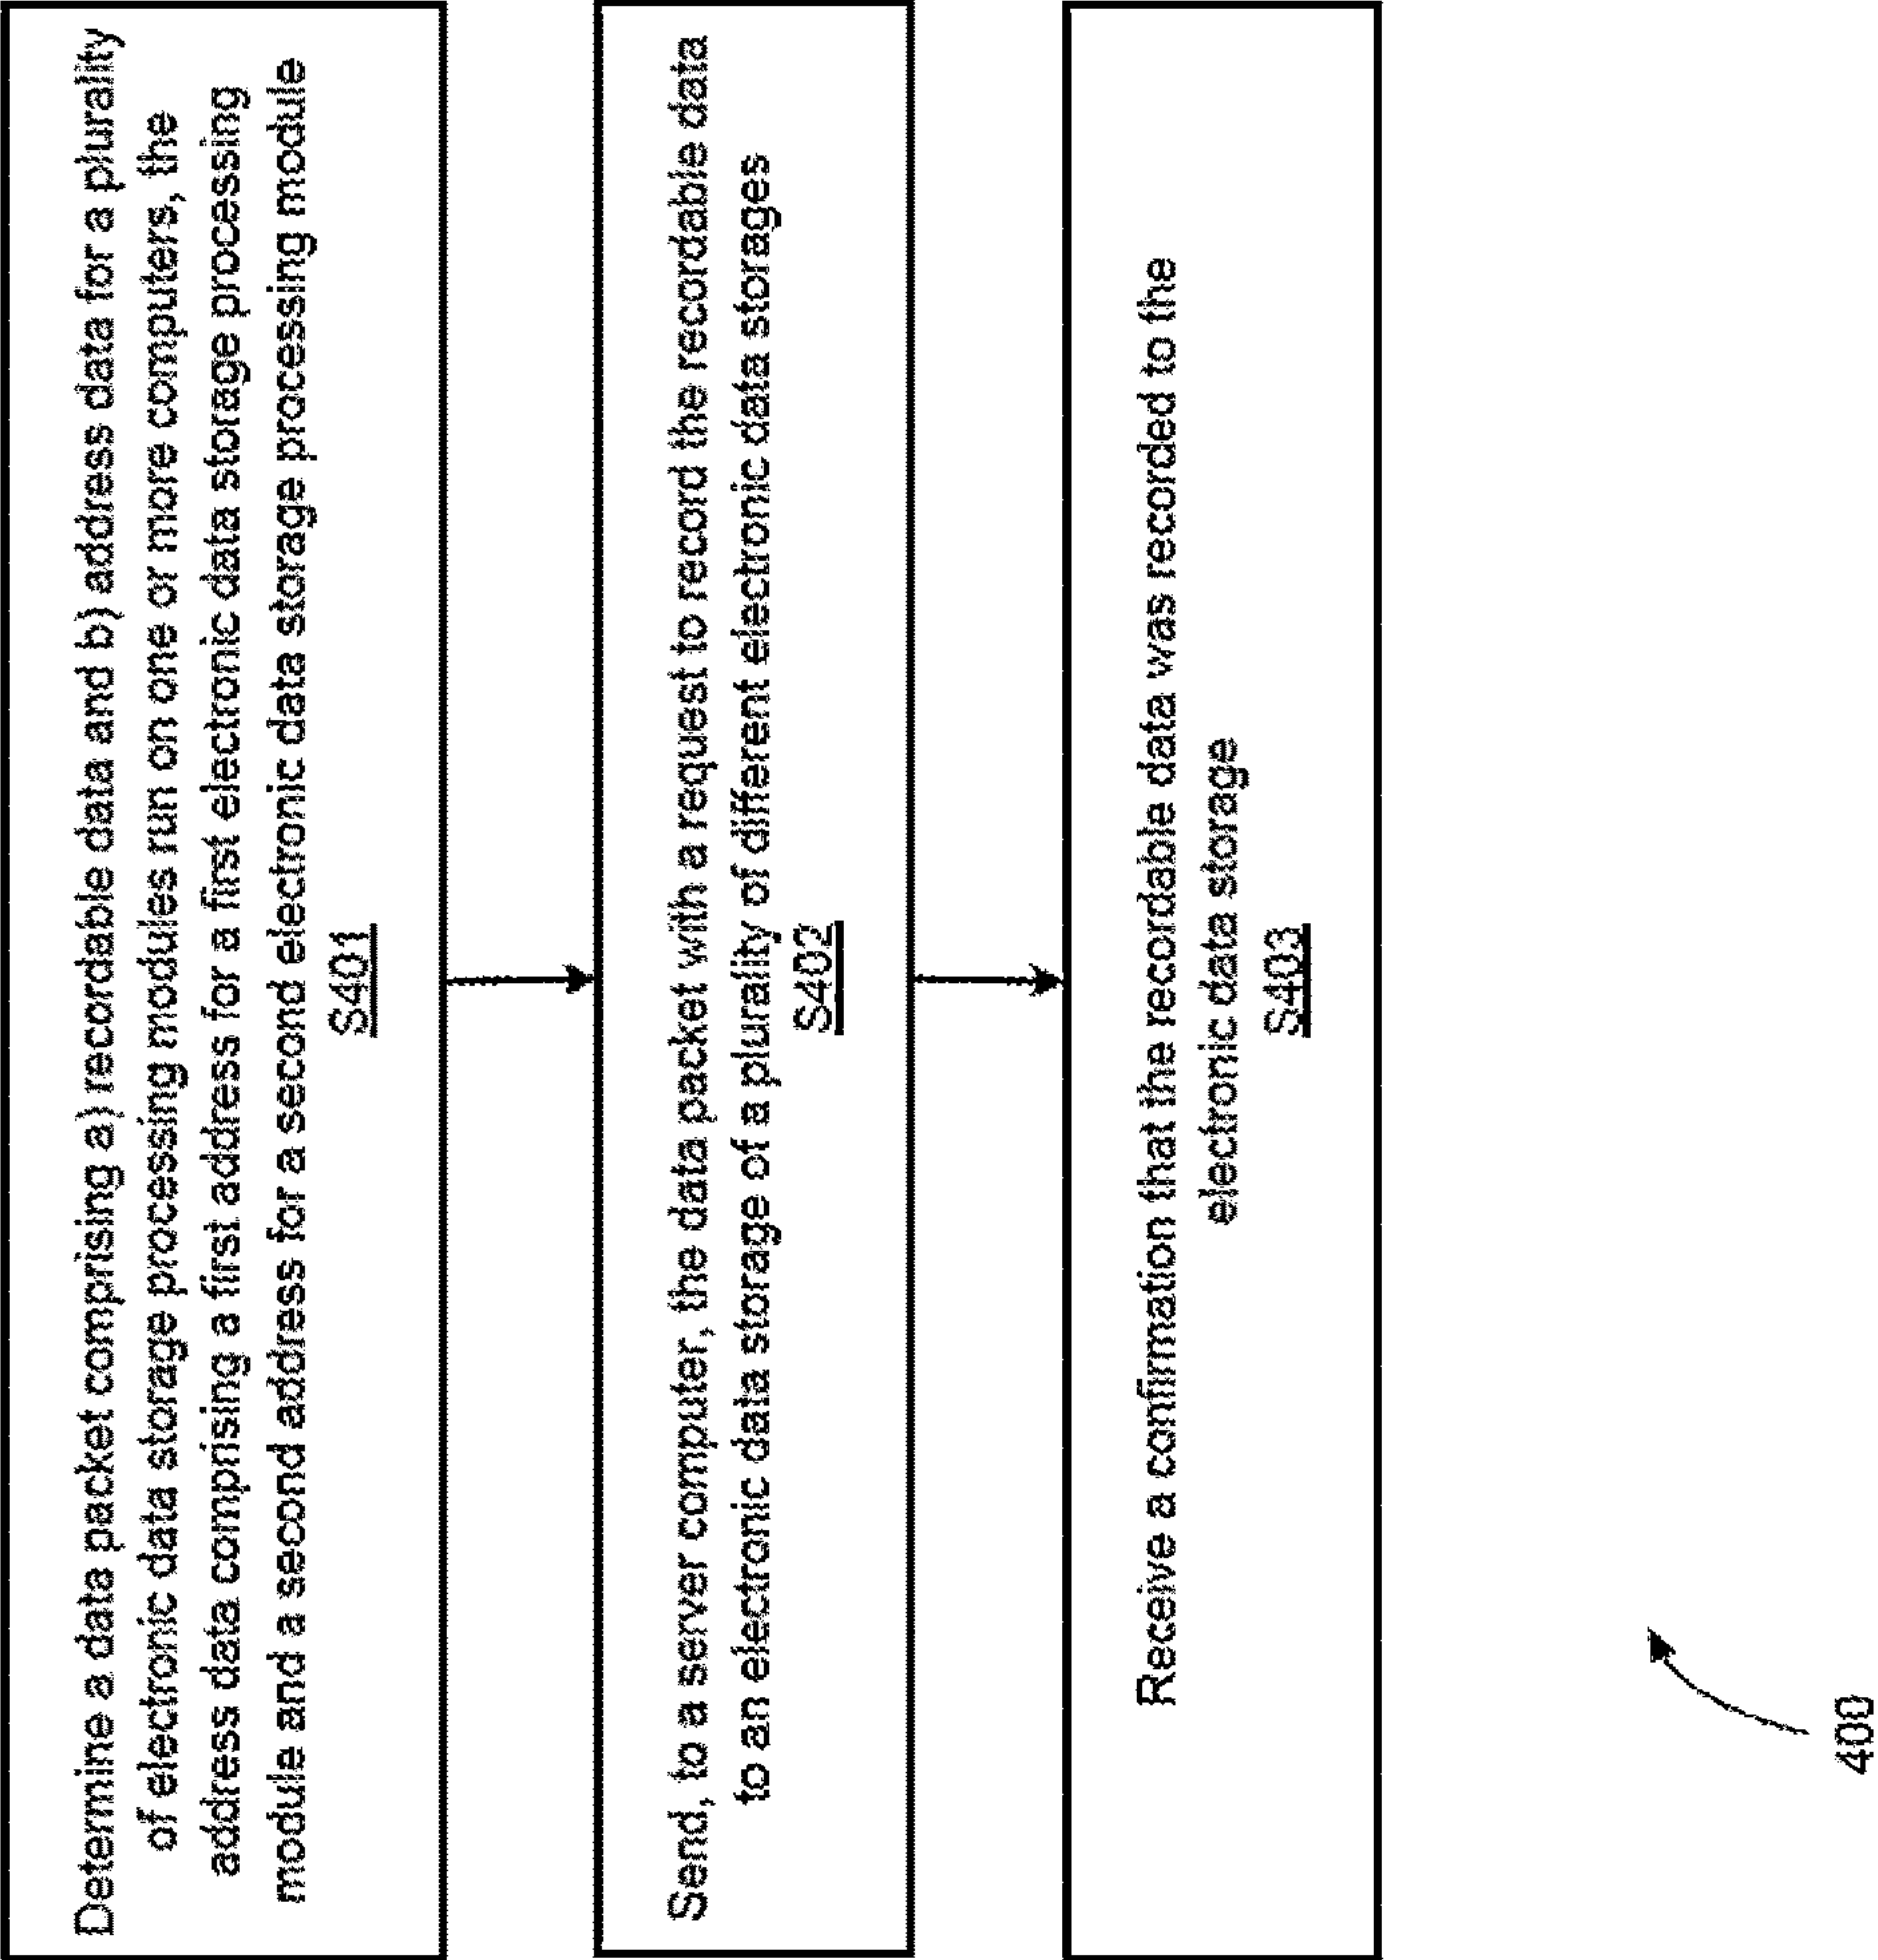 Determine a data packet comprising a) recordable data and b) address data for a plurality
of electronic data storage processing modules run on one or more computers, the
address data comprising a first address for a first electronic data storage processing
module and a second address for a second electronic data storage processing module
S401
Send, to a server computer, the data packet with a request to record the recordable data
to an electronic data storage of a plurality of different electronic data storages
S402
Receive a confirmation that the recordable data was recorded to the
electronic data storage
S403
400